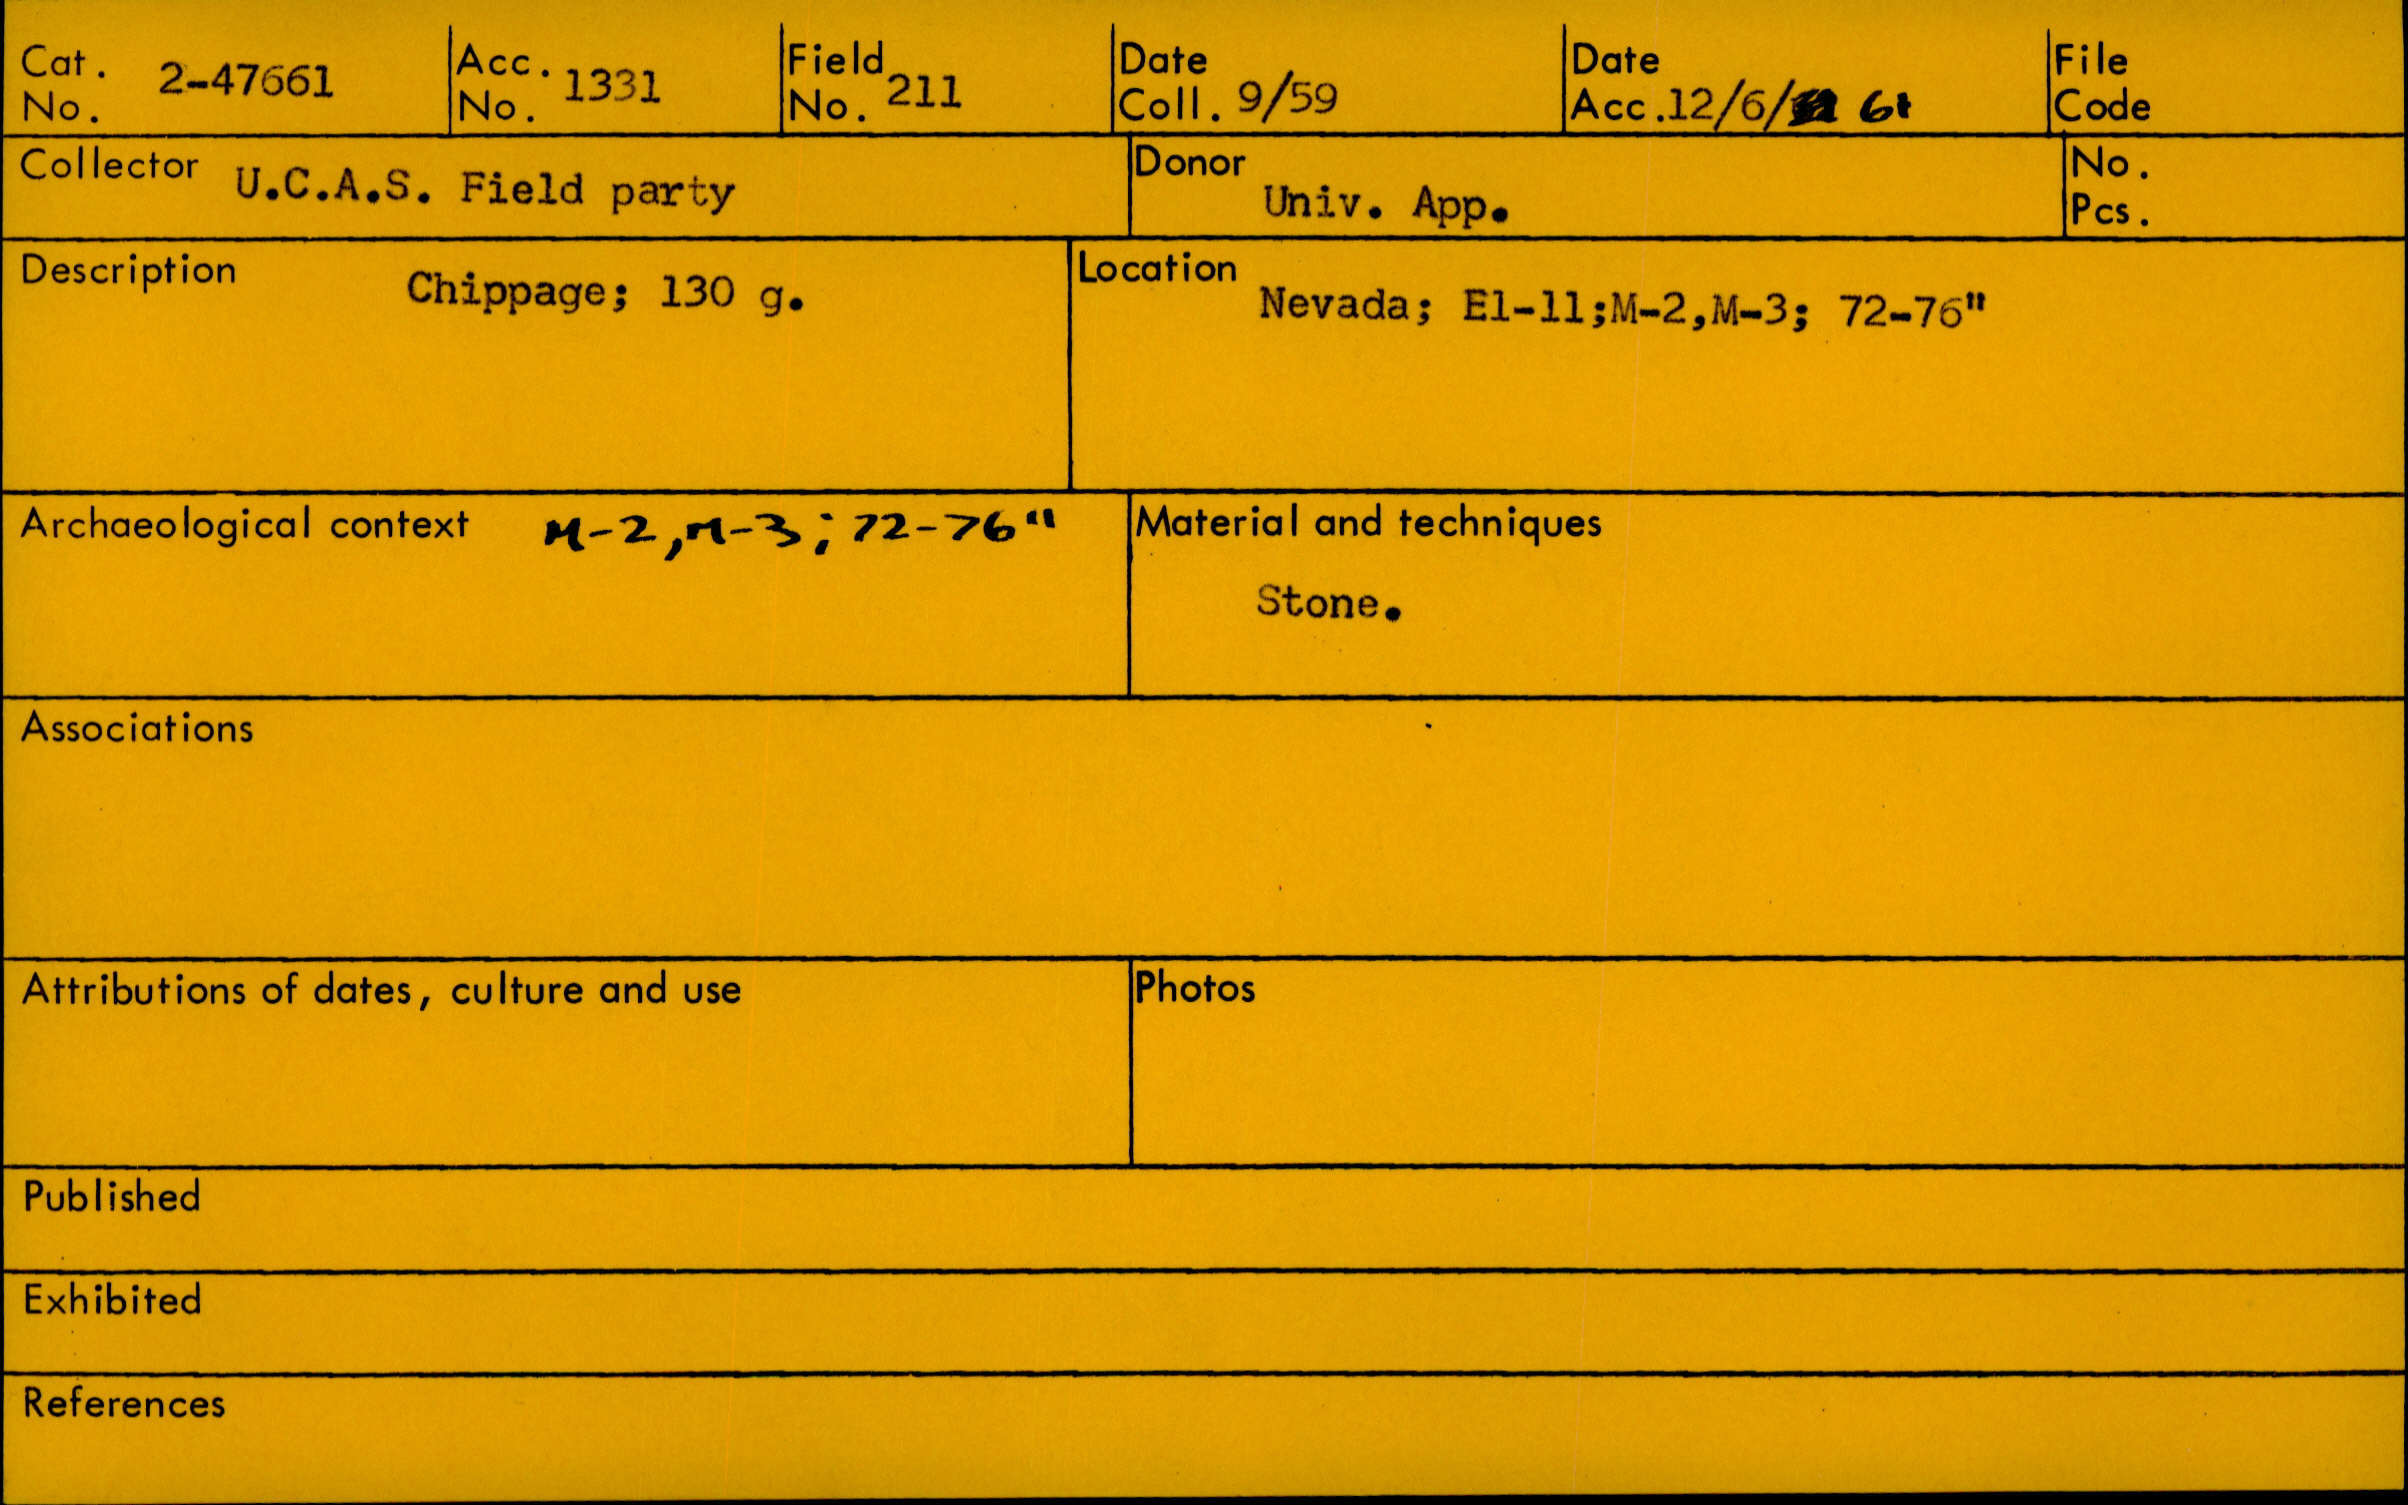 Cat. No. 2-47661
Acc. No. 1331
Field No. 211
Date Coll. 9/59
Date Acc. 12/6/ 61
File Code
Collector U.C.A.S. Field party
Donor Univ. App.
No. Pcs.
Description Chippage; 130 g.
Location Nevada; El-11;M-2,M-3; 72-76"
Archaeological context M-2,M-3; 72-76"
Material and techniques
Stone.
Associations
Attributions of dates, culture and use
Photos
Published
Exhibited
References